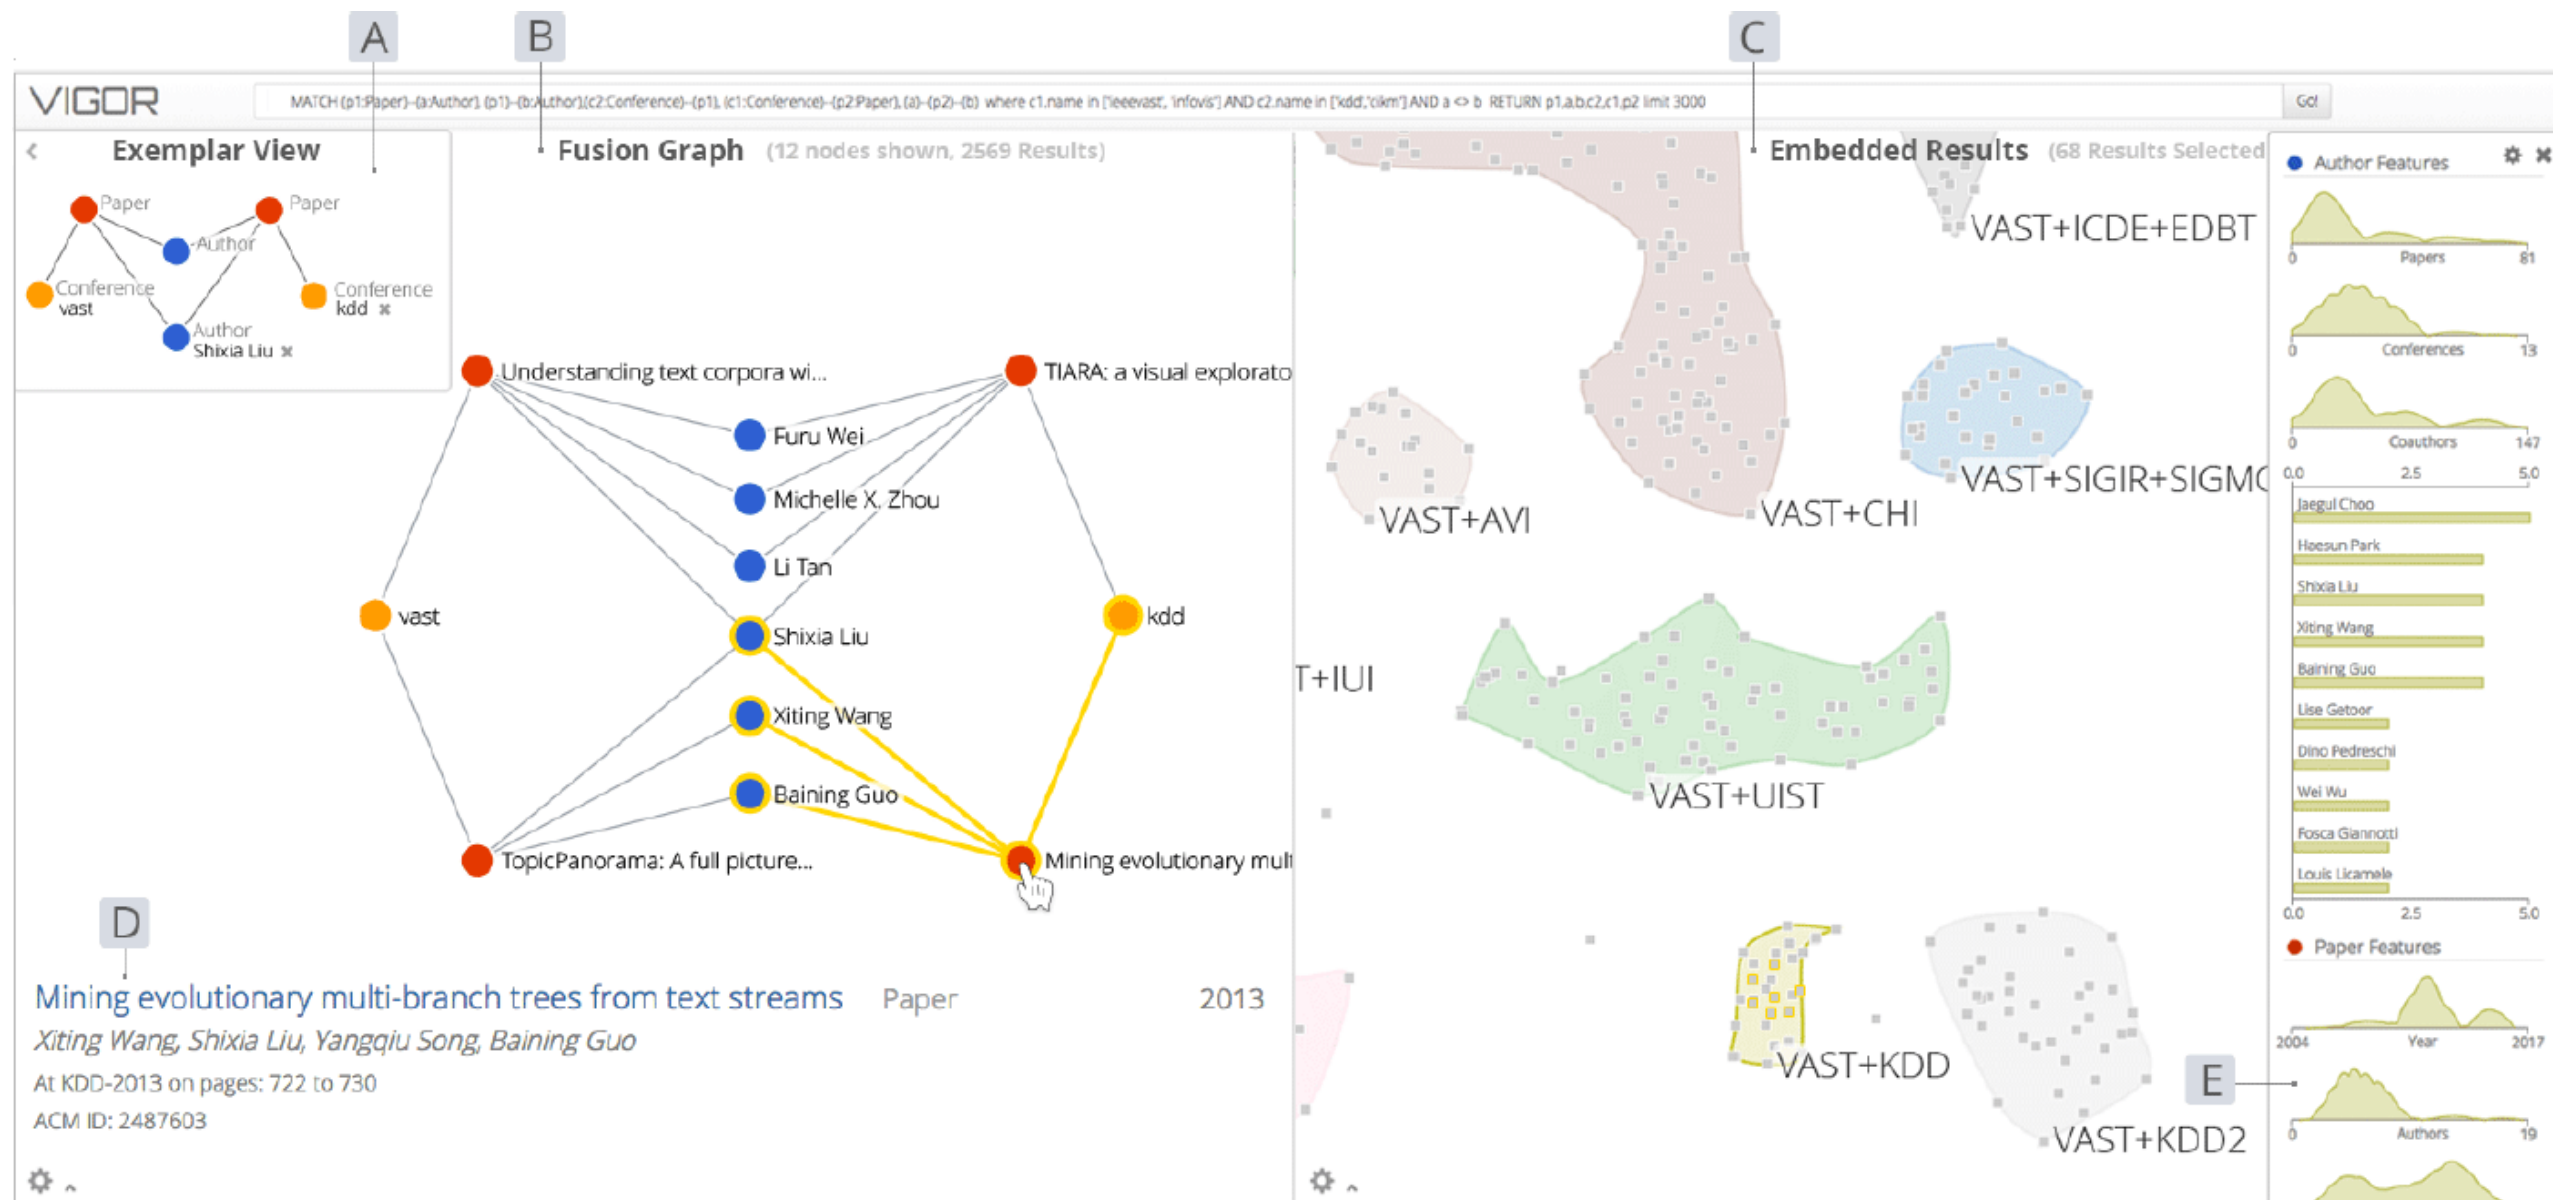 A
B
C
VIGOR
MATCH (p1:Paper)--(a:Author), (p1)--(b:Author),(c2:Conference)--(p1), (c1:Conference)--(p2:Paper), (a)--(p2)--(b) where c1.name in ['ieeevast', 'infovis'] AND c2.name in ['kdd','cikm'] AND a <> b RETURN p1,a,b,c2,c1,p2 limit 3000
Go!
Exemplar View
Paper
Paper
Author
Conference
vast
Conference
kdd
Author
Shixia Liu
Fusion Graph (12 nodes shown, 2569 Results)
Understanding text corpora wi...
TIARA: a visual explorato
Furu Wei
Michelle X. Zhou
Li Tan
vast
Shixia Liu
kdd
Xiting Wang
Baining Guo
TopicPanorama: A full picture...
Mining evolutionary mult
D
Mining evolutionary multi-branch trees from text streams Paper 2013
Xiting Wang, Shixia Liu, Yangqiu Song, Baining Guo
At KDD-2013 on pages: 722 to 730
ACM ID: 2487603
Embedded Results (68 Results Selected
VAST+ICDE+EDBT
VAST+SIGIR+SIGMO
VAST+AVI
VAST+CHI
T+IUI
VAST+UIST
VAST+KDD
VAST+KDD2
E
Author Features
0 Papers 81
0 Conferences 13
0 Coauthors 147
0.0 2.5 5.0
Jaegul Choo
Haesun Park
Shixia Liu
Xiting Wang
Baining Guo
Lise Getoor
Dino Pedreschi
Wei Wu
Fosca Giannotti
Louis Licamele
0.0 2.5 5.0
Paper Features
2004 Year 2017
0 Authors 19